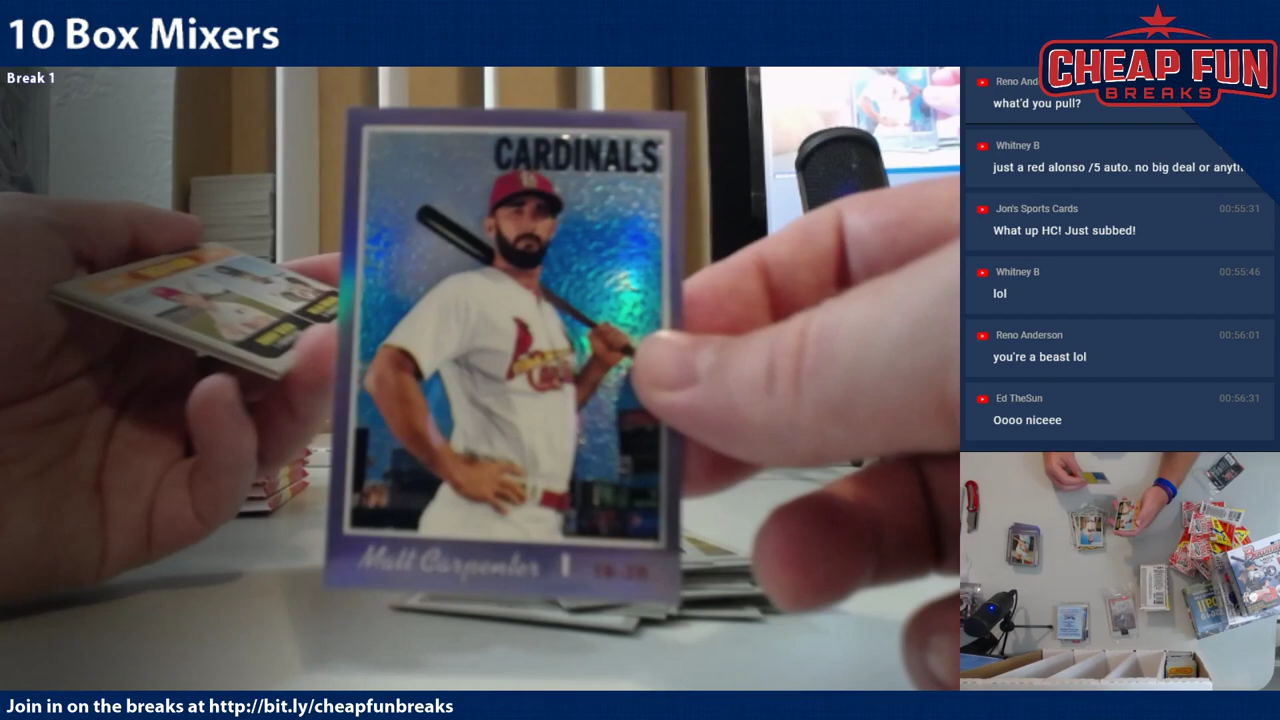 10 Box Mixers
Break 1
CARDINALS
Matt Carpenter
CHEAP FUN
BREAKS
Reno And
what'd you pull?
Whitney B
just a red alonso /5 auto. no big deal or anyth
Jon's Sports Cards 00:55:31
What up HC! Just subbed!
Whitney B 00:55:46
lol
Reno Anderson 00:56:01
you're a beast lol
Ed TheSun 00:56:31
Oooo niceee
Join in on the breaks at http://bit.ly/cheapfunbreaks